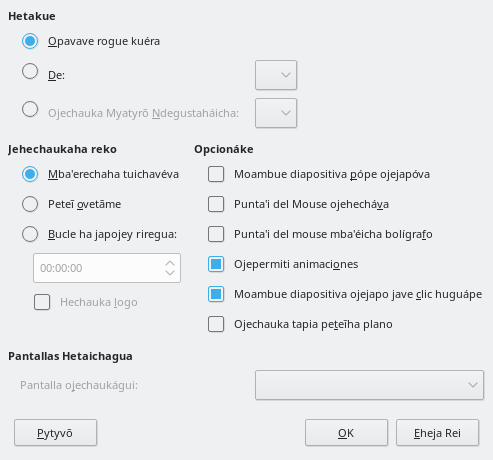 Hetakue
Opavave rogue kuéra
De:
Ojechauka Myatyrõ Ndegustaháicha:
Jehechaukaha reko
Mba'erechaha tuichavéva
Peteĩ ovetãme
Bucle ha japojey riregua:
00:00:00
Hechauka logo
Opcionáke
Moambue diapositiva pópe ojejapóva
Punta'i del Mouse ojehecháva
Punta'i del mouse mba'éicha bolígrafo
Ojepermiti animaciones
Moambue diapositiva ojejapo jave clic huguápe
Ojechauka tapia peteĩha plano
Pantallas Hetaichagua
Pantalla ojechaukágui:
Pytyvõ
OK
Eheja Rei